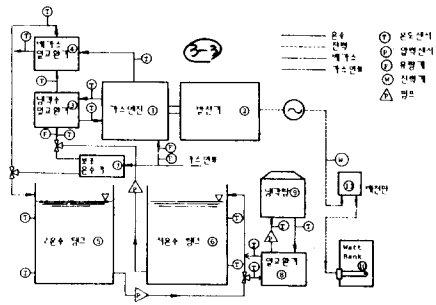 3-3
온수
전력
배가스
가스연료
T 온도센서
P 압력센서
F 유량계
W 전력계
P 펌프
배가스
열교환기 4
냉각수
열교환기 3
가스엔진 1
발전기 2
보조
온수기 7
가스연료
고온수 탱크 5
저온수 탱크 6
냉각탑 9
열교환기 8
배전반
Watt
Bank
T
T
T
T
T
F
T
F
T
P
T
T
T
T
P
P
T
T
T
T
W